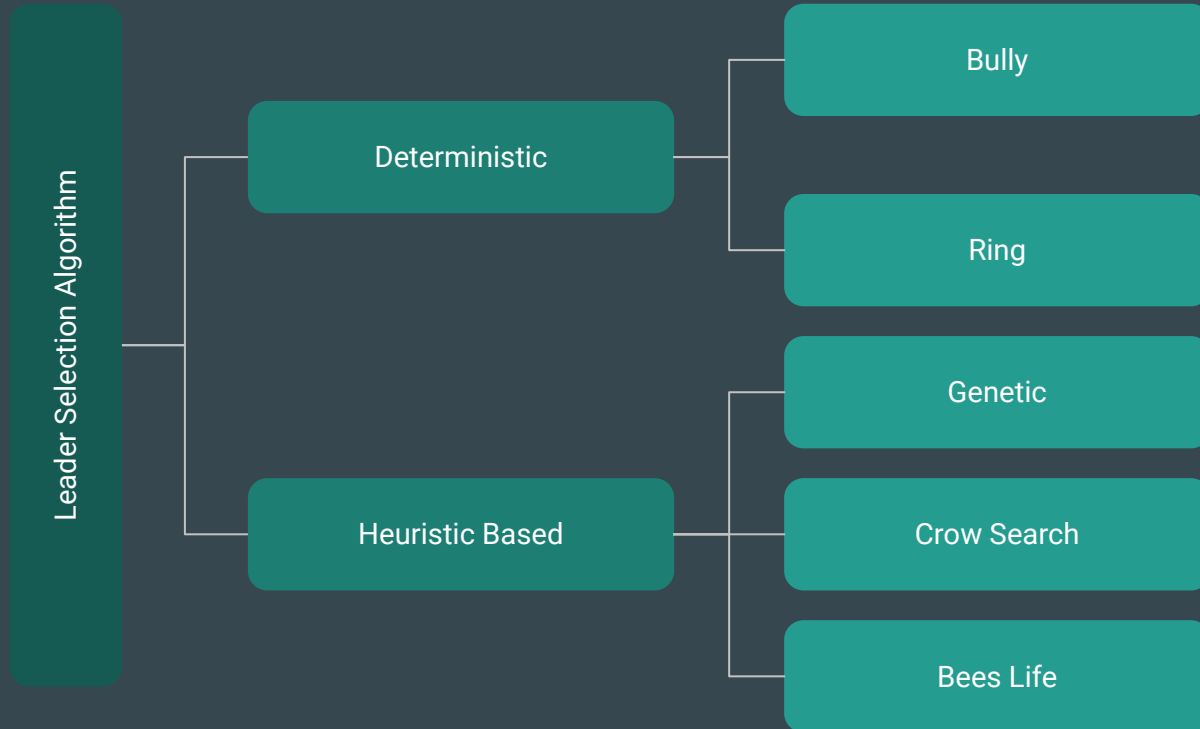 Leader Selection Algorithm
Deterministic
Bully
Ring
Heuristic Based
Genetic
Crow Search
Bees Life